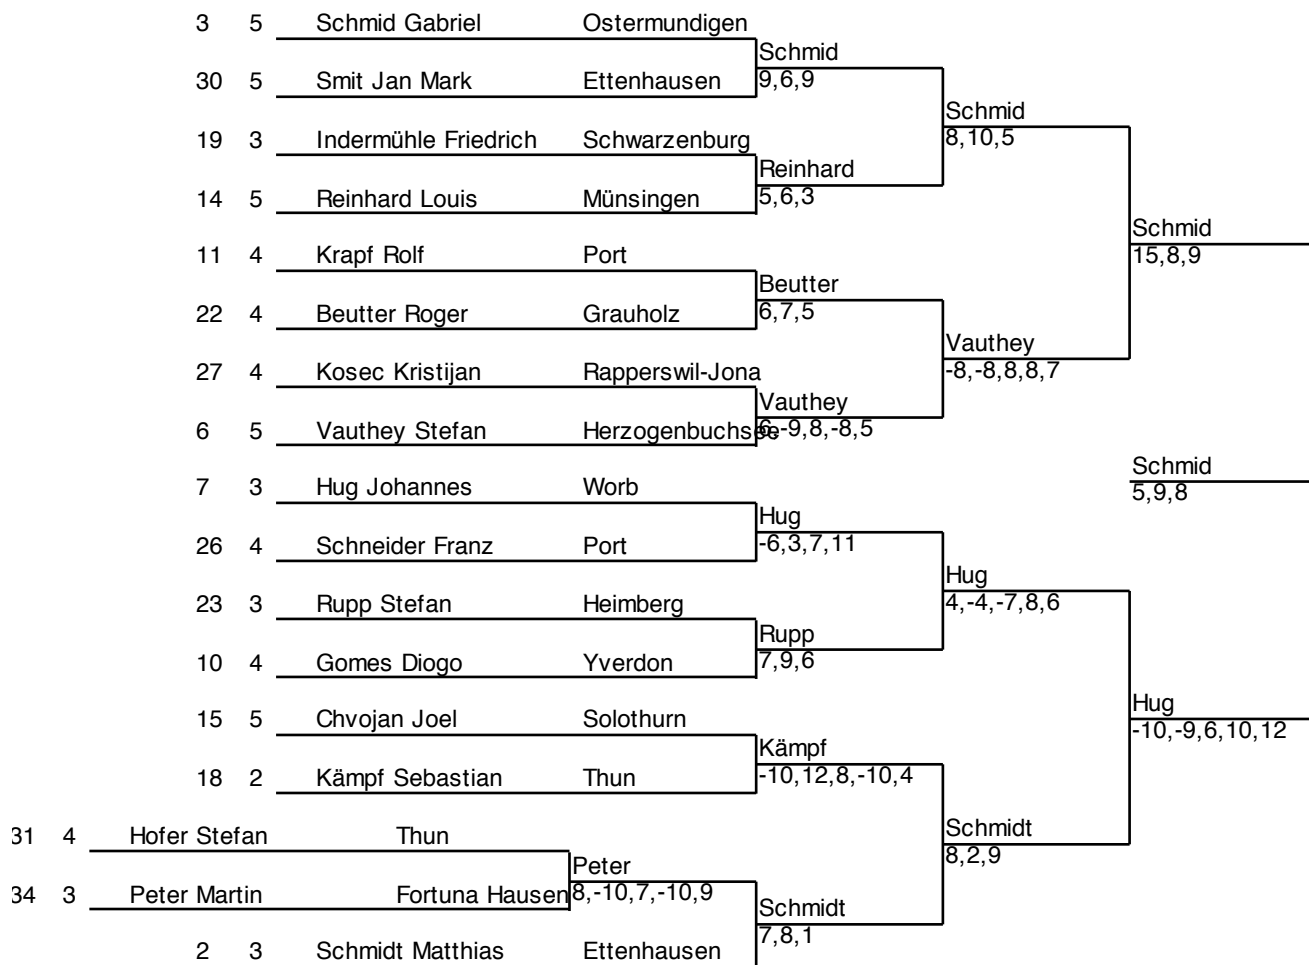 3 5 Schmid Gabriel Ostermundigen
Schmid
9,6,9
30 5 Smit Jan Mark Ettenhausen
Schmid
8,10,5
19 3 Indermühle Friedrich Schwarzenburg
Reinhard
5,6,3
14 5 Reinhard Louis Münsingen
Schmid
15,8,9
11 4 Krapf Rolf Port
Beutter
6,7,5
22 4 Beutter Roger Grauholz
Vauthey
-8,-8,8,8,7
27 4 Kosec Kristijan Rapperswil-Jona
Vauthey
6,-9,8,-8,5
6 5 Vauthey Stefan Herzogenbuchsee
Schmid
5,9,8
7 3 Hug Johannes Worb
Hug
-6,3,7,11
26 4 Schneider Franz Port
Hug
4,-4,-7,8,6
23 3 Rupp Stefan Heimberg
Rupp
7,9,6
10 4 Gomes Diogo Yverdon
Hug
-10,-9,6,10,12
15 5 Chvojan Joel Solothurn
Kämpf
-10,12,8,-10,4
18 2 Kämpf Sebastian Thun
Schmidt
8,2,9
31 4 Hofer Stefan Thun
Peter
8,-10,7,-10,9
34 3 Peter Martin Fortuna Hausen
Schmidt
7,8,1
2 3 Schmidt Matthias Ettenhausen